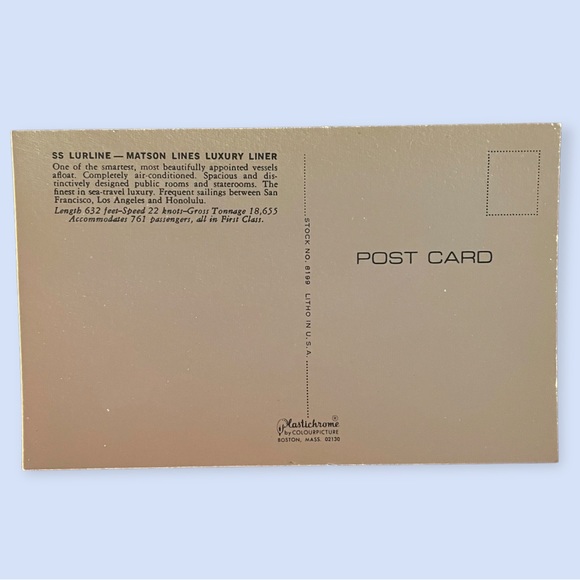 SS LURLINE — MATSON LINES LUXURY LINER
One of the smartest, most beautifully appointed vessels
afloat. Completely air-conditioned. Spacious and dis-
tinctively designed public rooms and staterooms. The
finest in sea-travel luxury. Frequent sailings between San
Francisco, Los Angeles and Honolulu.
Length 632 feet–Speed 22 knots–Gross Tonnage 18,655
Accommodates 761 passengers, all in First Class.
STOCK NO. 8199 LITHO IN U.S.A.
POST CARD
Plastichrome®
by COLOURPICTURE
BOSTON, MASS. 02130